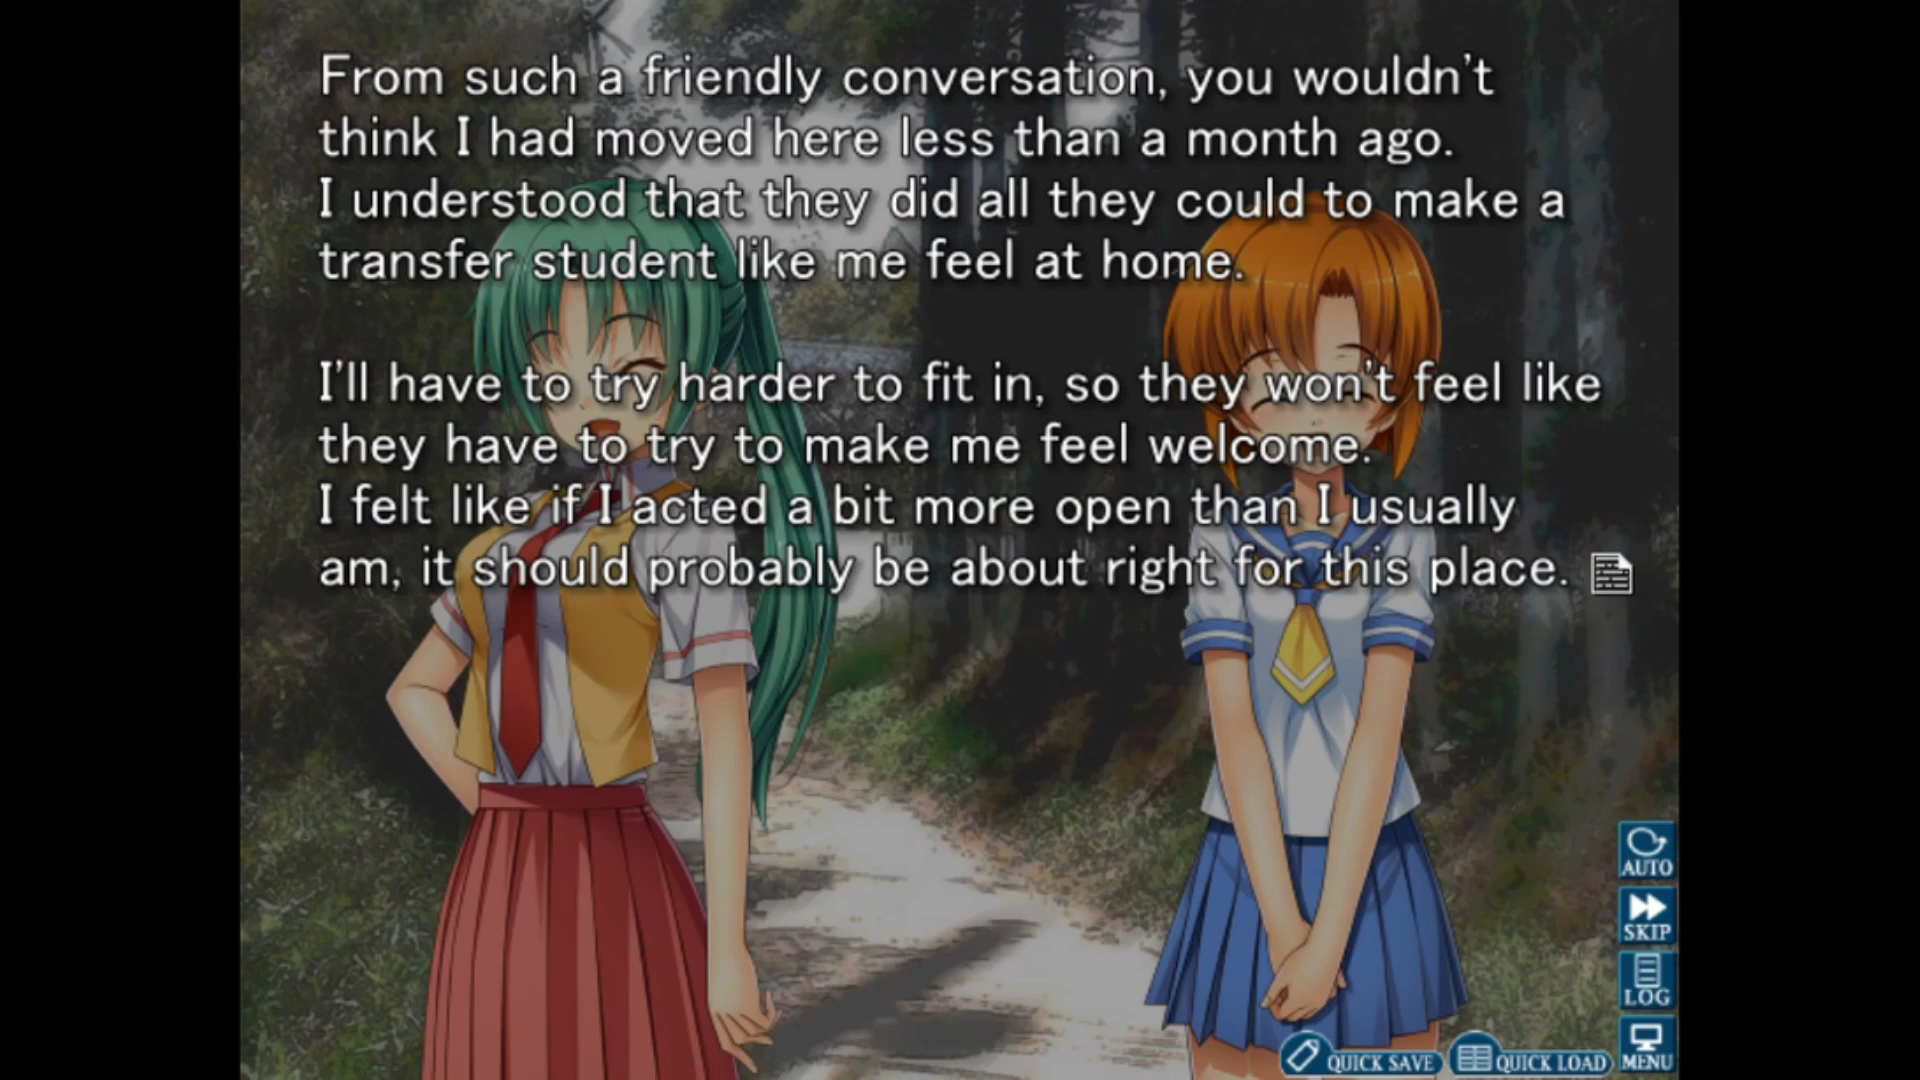 From such a friendly conversation, you wouldn't
think I had moved here less than a month ago.
I understood that they did all they could to make a
transfer student like me feel at home.
I'll have to try harder to fit in, so they won't feel like
they have to try to make me feel welcome.
I felt like if I acted a bit more open than I usually
am, it should probably be about right for this place.
AUTO
SKIP
LOG
MENU
QUICK SAVE
QUICK LOAD